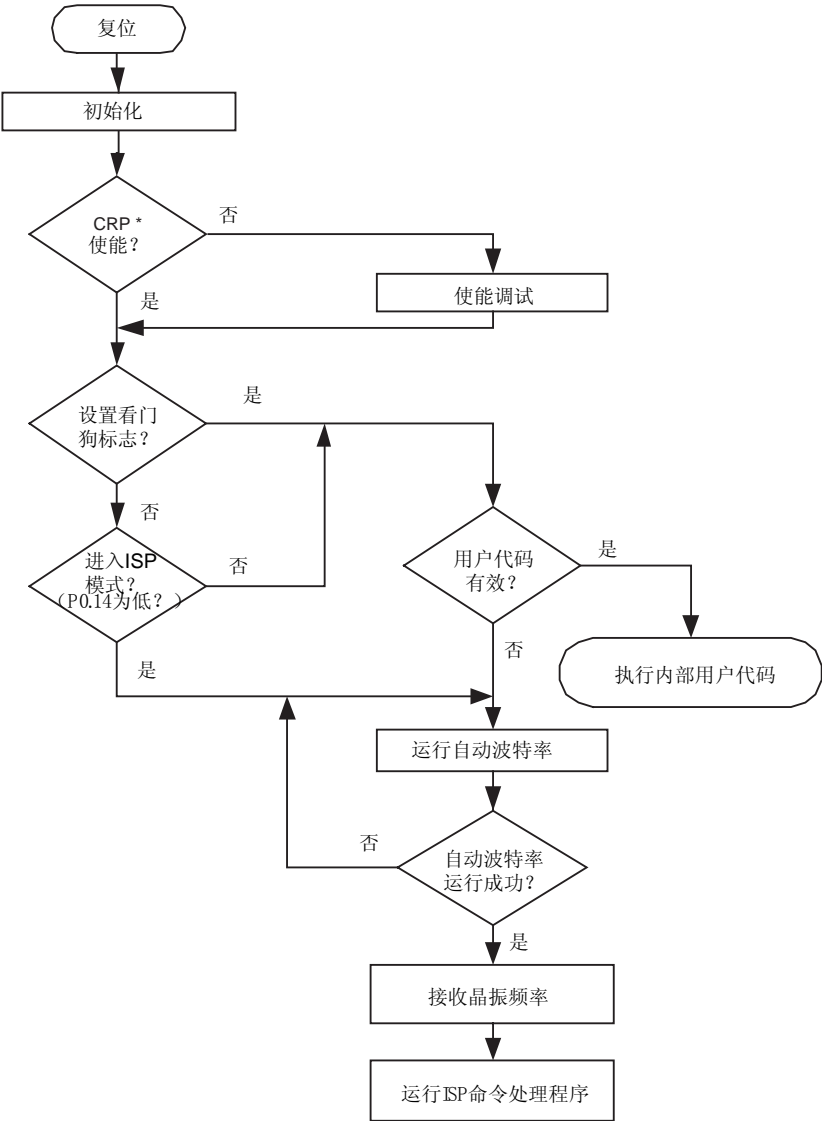 复位
初始化
CRP *
使能？
否
使能调试
是
设置看门
狗标志？
是
否
进入ISP
模式？
（P0.14为低？）
否
用户代码
有效？
是
否
执行内部用户代码
是
运行自动波特率
否
自动波特率
运行成功？
是
接收晶振频率
运行ISP命令处理程序